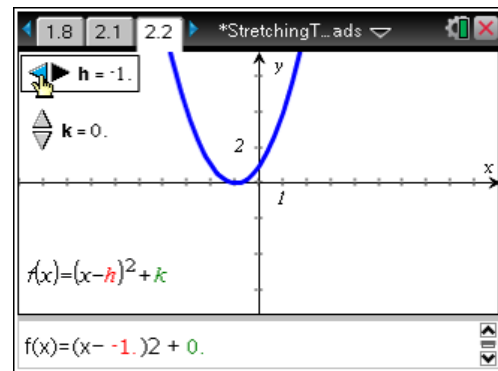 1.8 2.1 2.2 *StretchingT...ads
h = -1.
y
k = 0.
2
x
1
f(x)=(x-h)²+k
f(x)=(x- -1.)2 + 0.